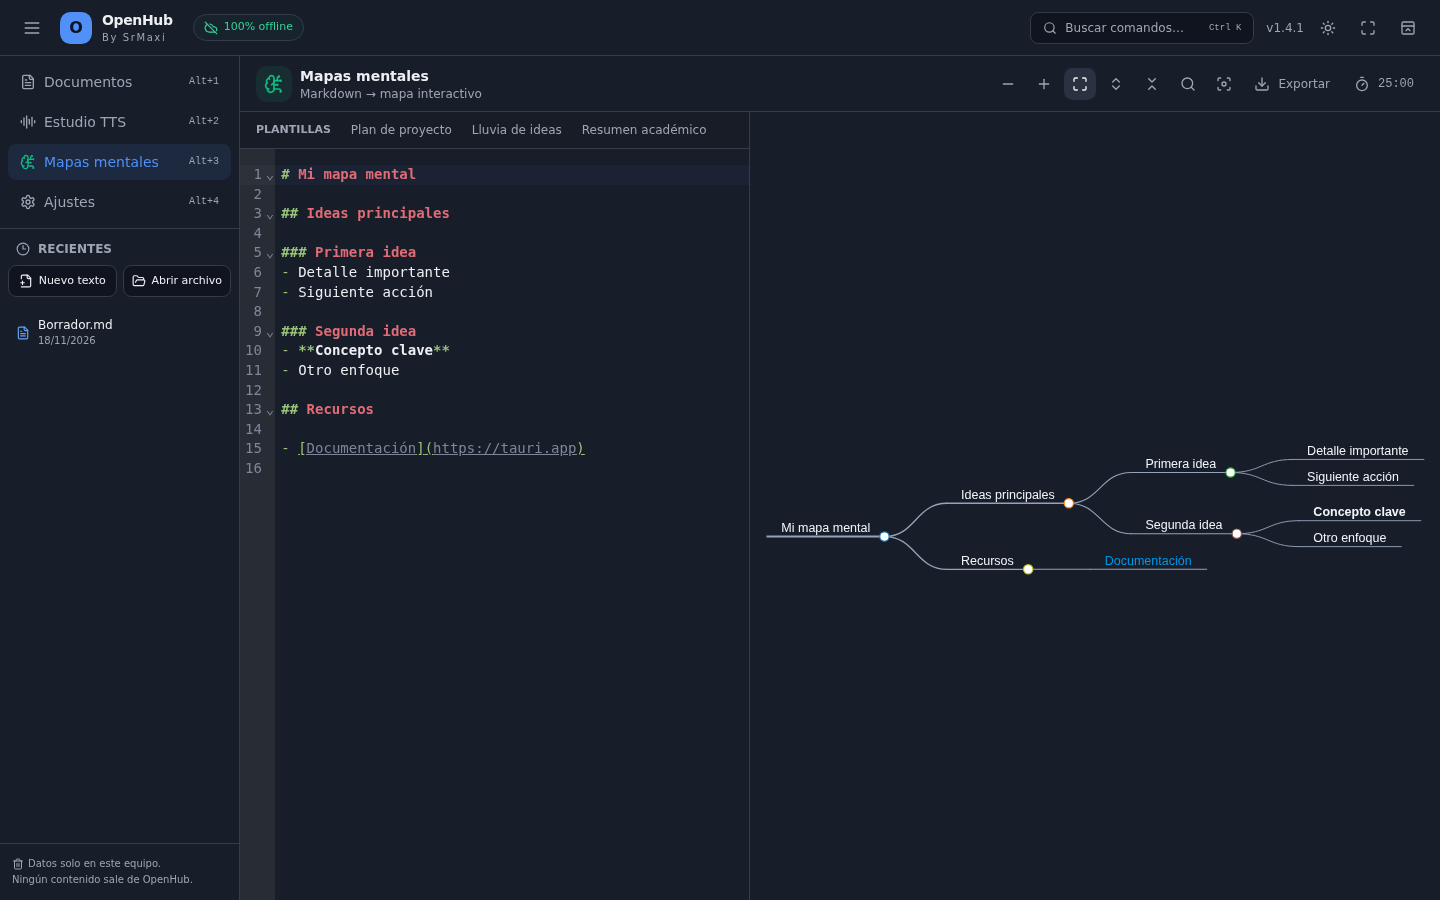 O
OpenHub
By SrMaxi
100% offline
Buscar comandos...
Ctrl K
v1.4.1
Documentos
Alt+1
Estudio TTS
Alt+2
Mapas mentales
Alt+3
Ajustes
Alt+4
RECIENTES
Nuevo texto
Abrir archivo
Borrador.md
18/11/2026
Datos solo en este equipo.
Ningún contenido sale de OpenHub.
Mapas mentales
Markdown → mapa interactivo
Exportar
25:00
PLANTILLAS
Plan de proyecto
Lluvia de ideas
Resumen académico
1 # Mi mapa mental
2
3 ## Ideas principales
4
5 ### Primera idea
6 - Detalle importante
7 - Siguiente acción
8
9 ### Segunda idea
10 - **Concepto clave**
11 - Otro enfoque
12
13 ## Recursos
14
15 - [Documentación](https://tauri.app)
16
Mi mapa mental
Ideas principales
Primera idea
Detalle importante
Siguiente acción
Segunda idea
Concepto clave
Otro enfoque
Recursos
Documentación